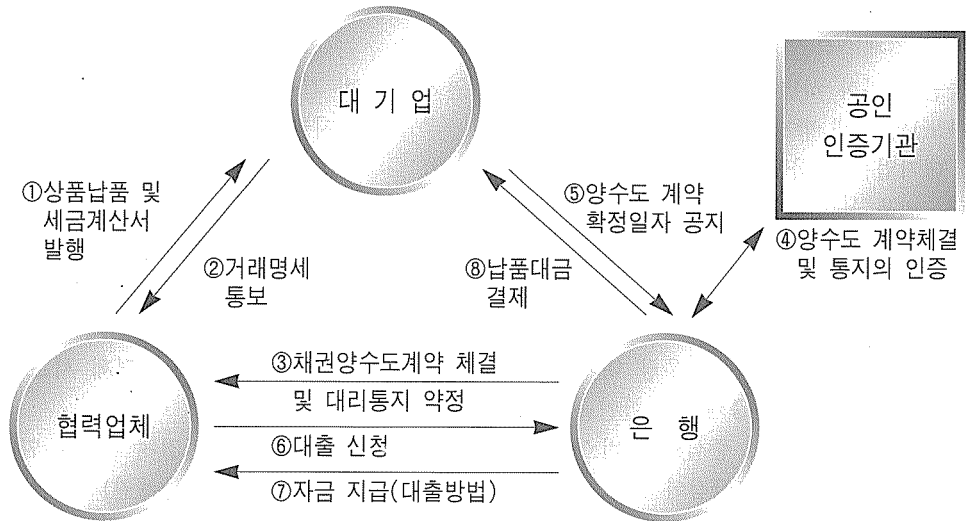 대 기 업
공인
인증기관
①상품납품 및
세금계산서
발행
②거래명세
통보
⑤양수도 계약
확정일자 공지
⑧납품대금
결제
④양수도 계약체결
및 통지의 인증
협력업체
③채권양수도계약 체결
및 대리통지 약정
⑥대출 신청
⑦자금 지급(대출방법)
은 행